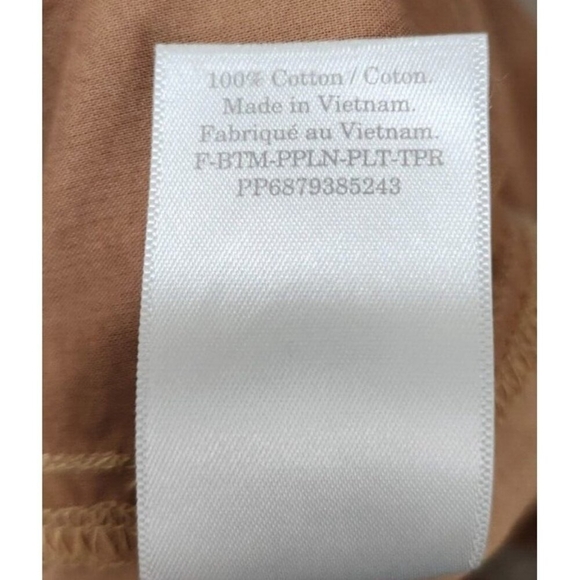 100% Cotton / Coton.
Made in Vietnam.
Fabriqué au Vietnam.
F-BTM-PPLN-PLT-TPR
PP6879385243